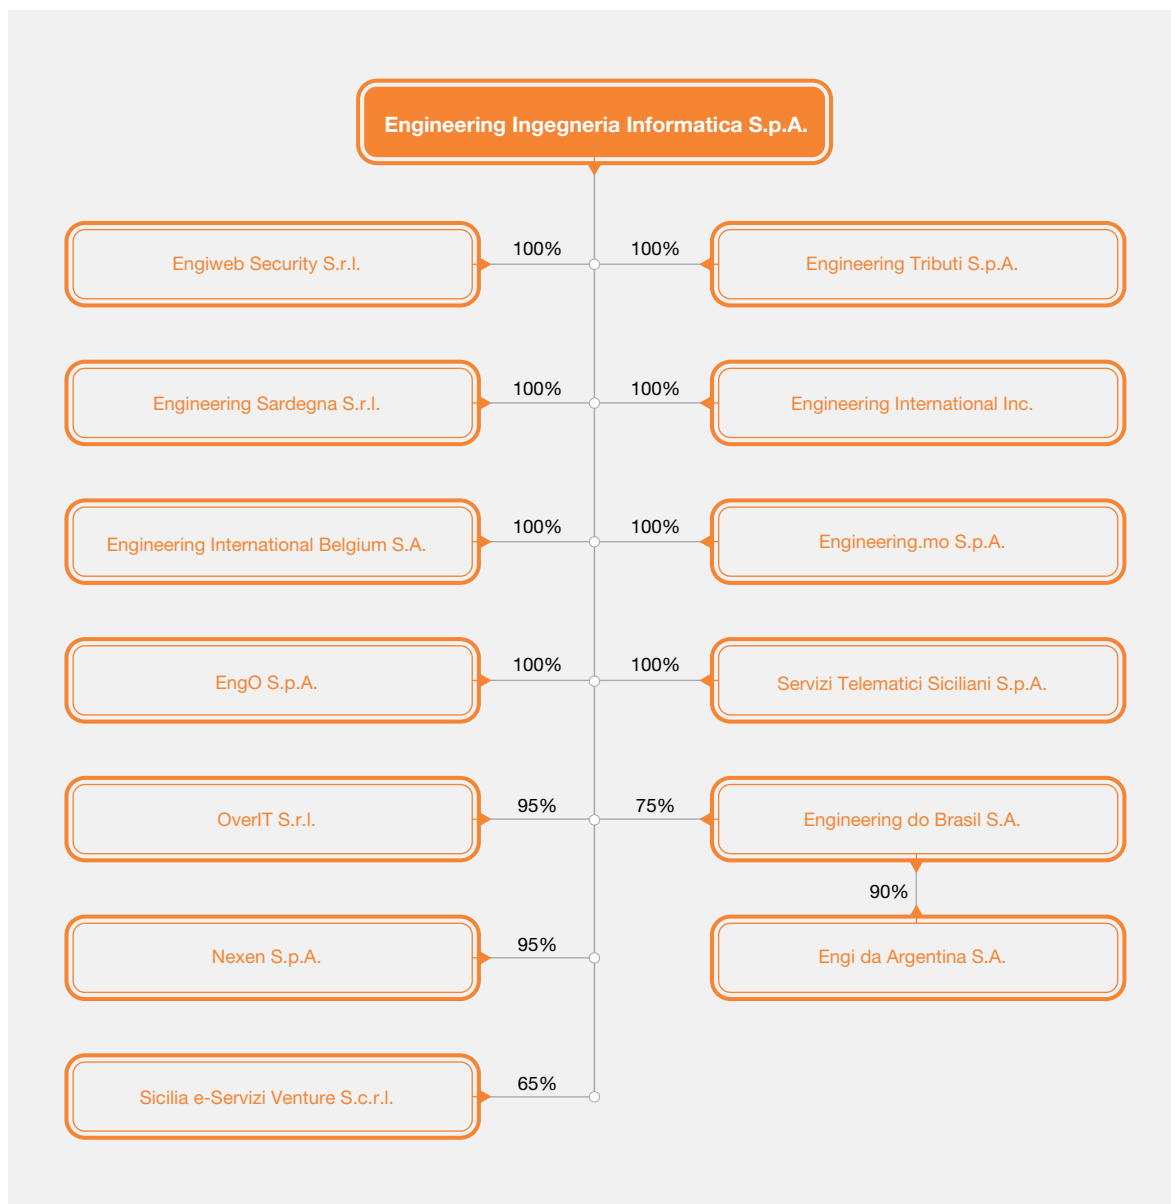 Engineering Ingegneria Informatica S.p.A.
Engiweb Security S.r.l.
100%
100%
Engineering Tributi S.p.A.
Engineering Sardegna S.r.l.
100%
100%
Engineering International Inc.
Engineering International Belgium S.A.
100%
100%
Engineering.mo S.p.A.
EngO S.p.A.
100%
100%
Servizi Telematici Siciliani S.p.A.
OverIT S.r.l.
95%
75%
Engineering do Brasil S.A.
90%
Nexen S.p.A.
95%
Engi da Argentina S.A.
Sicilia e-Servizi Venture S.c.r.l.
65%